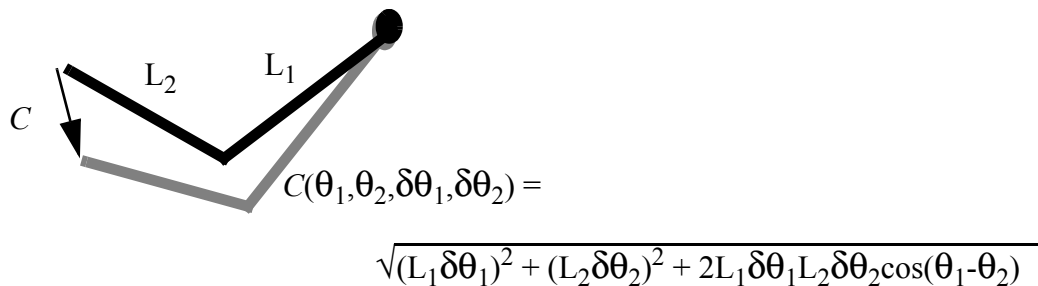 L₁
L₂
C
C(θ₁,θ₂,δθ₁,δθ₂) =
√(L₁δθ₁)² + (L₂δθ₂)² + 2L₁δθ₁L₂δθ₂cos(θ₁-θ₂)